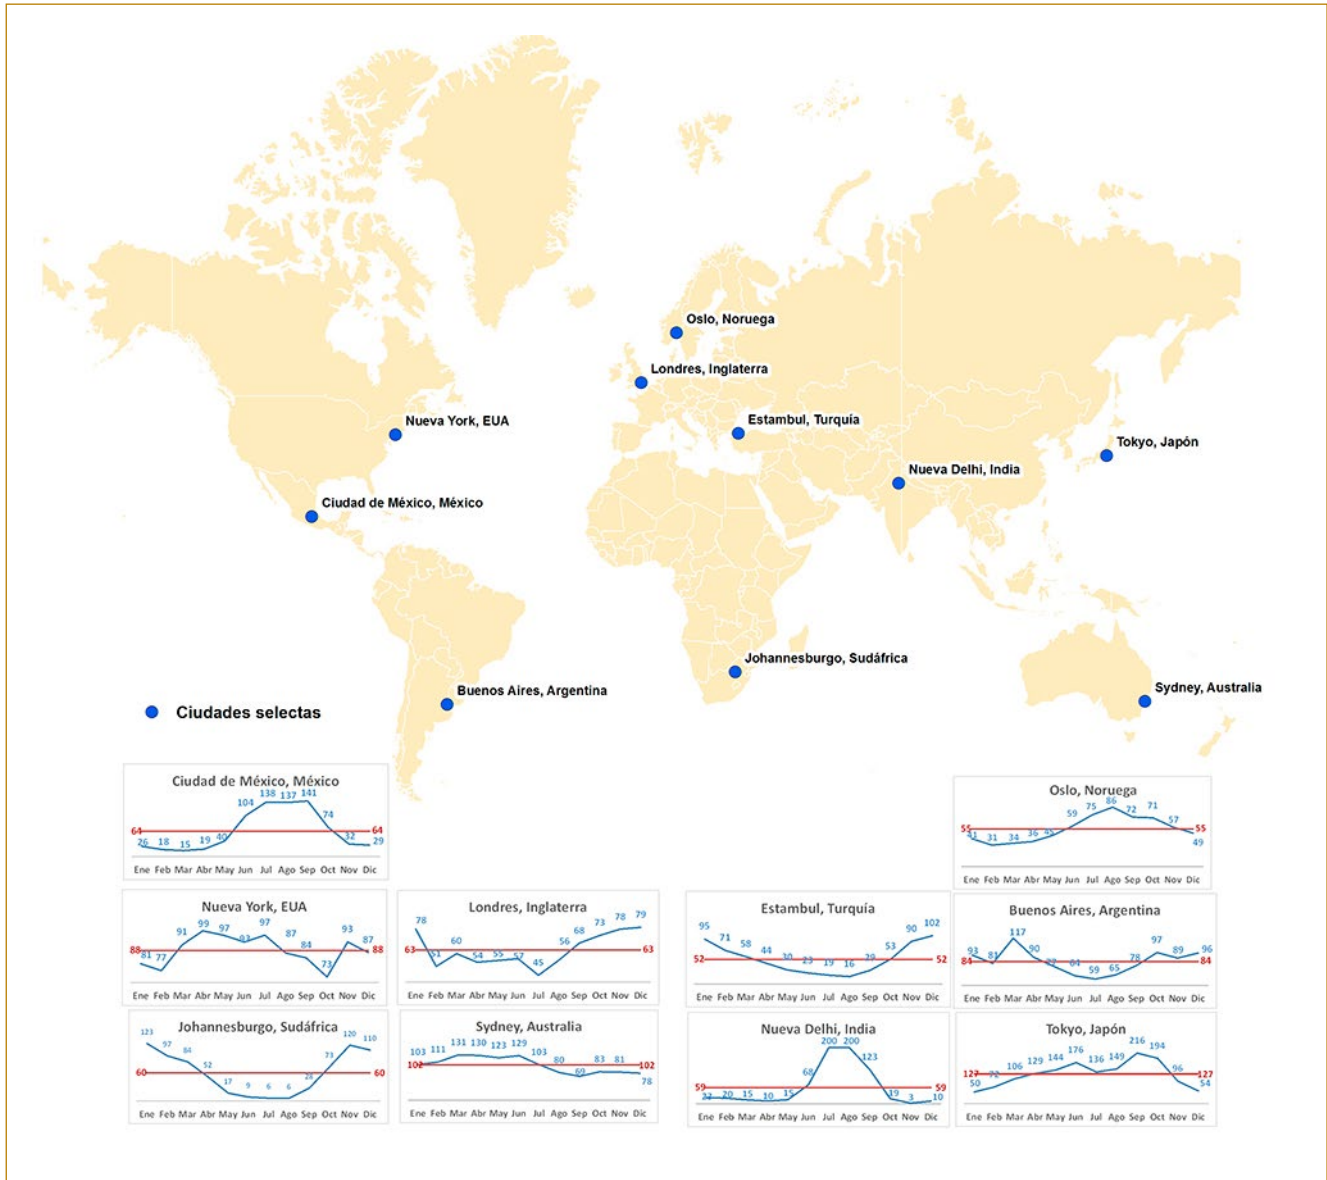 Oslo, Noruega
Londres, Inglaterra
Nueva York, EUA
Estambul, Turquía
Tokyo, Japón
Nueva Delhi, India
Ciudad de México, México
Johannesburgo, Sudáfrica
Buenos Aires, Argentina
Sydney, Australia
Ciudades selectas
Ciudad de México, México
64 26 18 15 19 40 104 138 137 141 74 32 29 64
Ene Feb Mar Abr May Jun Jul Ago Sep Oct Nov Dic
Oslo, Noruega
55 41 31 34 36 45 59 75 86 72 71 57 49 55
Ene Feb Mar Abr May Jun Jul Ago Sep Oct Nov Dic
Nueva York, EUA
88 81 77 91 99 97 93 97 87 84 73 93 87 88
Ene Feb Mar Abr May Jun Jul Ago Sep Oct Nov Dic
Londres, Inglaterra
63 78 51 60 54 55 57 45 56 68 73 78 79 63
Ene Feb Mar Abr May Jun Jul Ago Sep Oct Nov Dic
Estambul, Turquía
52 95 71 58 44 30 23 19 16 29 53 90 102 52
Ene Feb Mar Abr May Jun Jul Ago Sep Oct Nov Dic
Buenos Aires, Argentina
84 93 81 117 90 77 64 59 65 78 97 89 96 84
Ene Feb Mar Abr May Jun Jul Ago Sep Oct Nov Dic
Johannesburgo, Sudáfrica
60 123 97 84 52 17 9 6 6 28 73 120 110 60
Ene Feb Mar Abr May Jun Jul Ago Sep Oct Nov Dic
Sydney, Australia
102 103 111 131 130 123 129 103 80 69 83 81 78 102
Ene Feb Mar Abr May Jun Jul Ago Sep Oct Nov Dic
Nueva Delhi, India
59 20 15 10 15 68 200 200 123 19 3 10 59
Ene Feb Mar Abr May Jun Jul Ago Sep Oct Nov Dic
Tokyo, Japón
127 50 72 106 129 144 176 136 149 216 194 96 54 127
Ene Feb Mar Abr May Jun Jul Ago Sep Oct Nov Dic